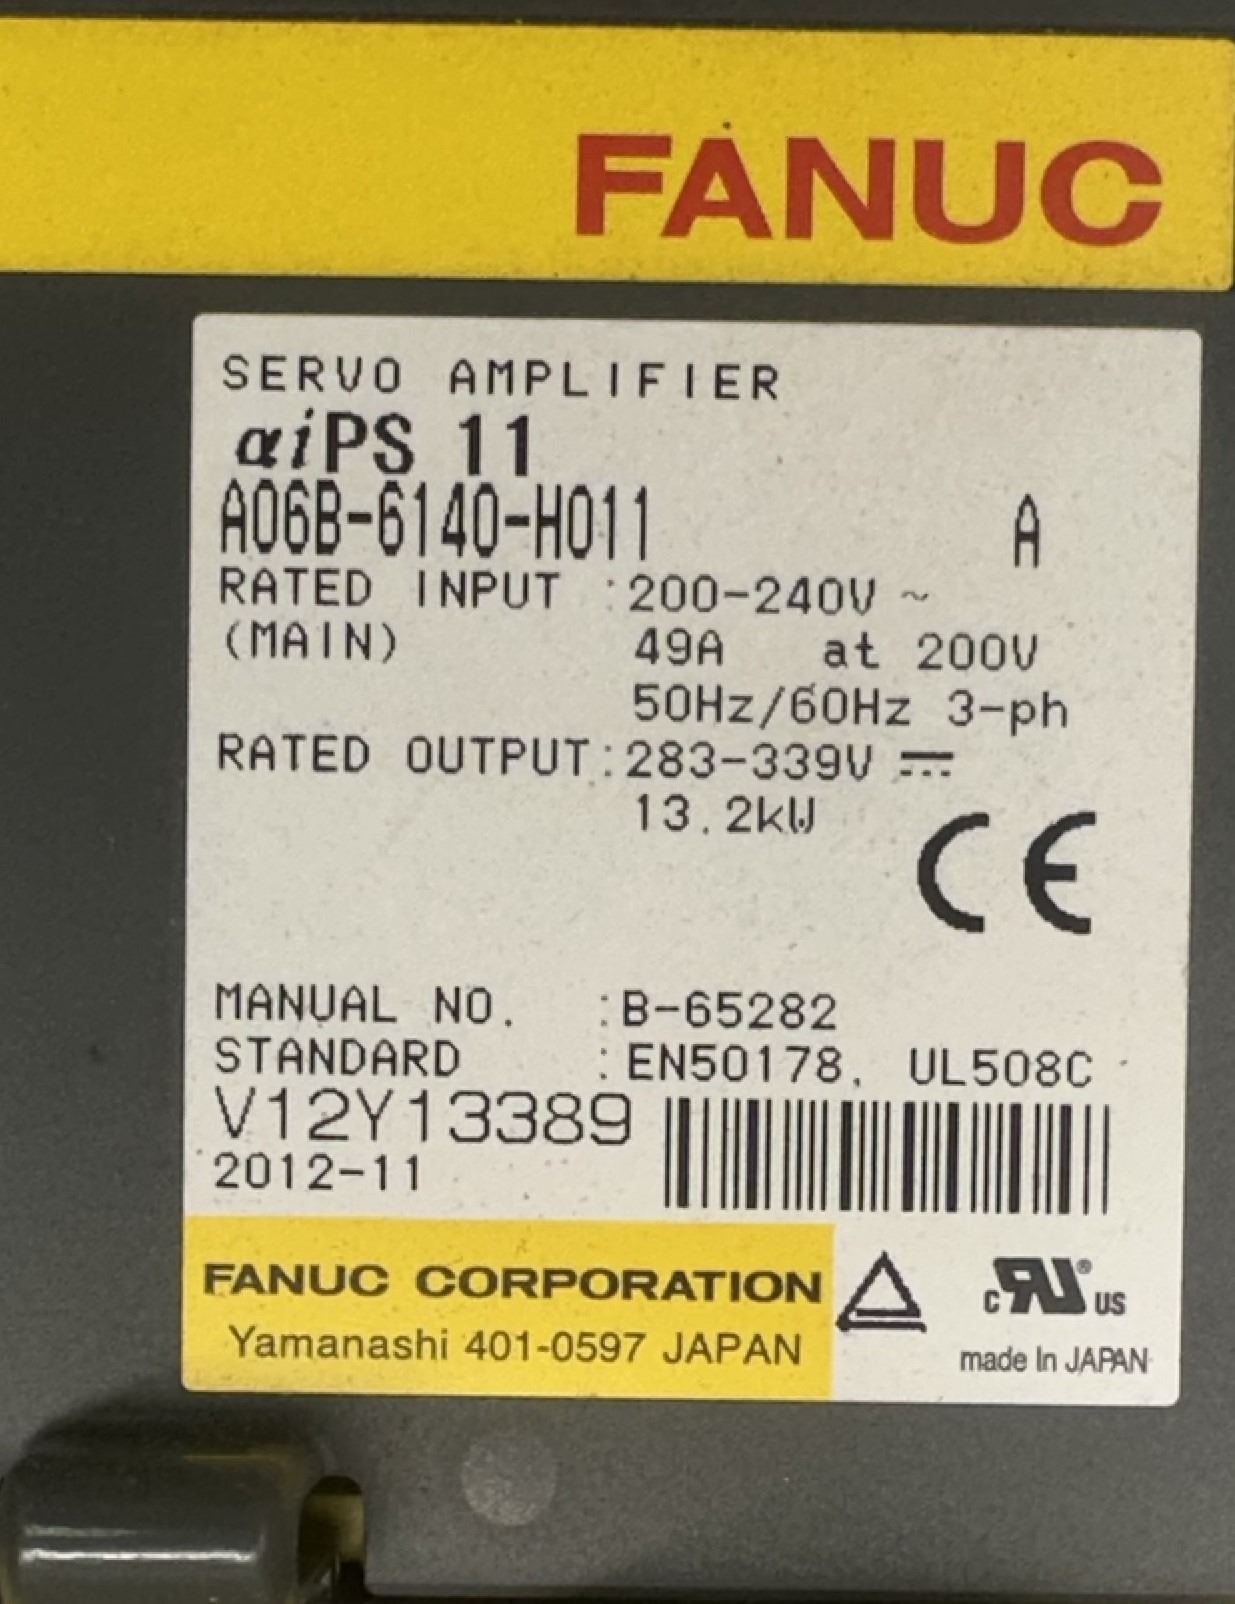 FANUC
SERVO AMPLIFIER
αiPS 11
A06B-6140-H011 A
RATED INPUT :200-240V ~
(MAIN) 49A at 200V
50Hz/60Hz 3-ph
RATED OUTPUT:283-339V ⎓
13.2kW
CE
MANUAL NO. :B-65282
STANDARD :EN50178, UL508C
V12Y13389
2012-11
FANUC CORPORATION
Yamanashi 401-0597 JAPAN
c RU® US
made In JAPAN